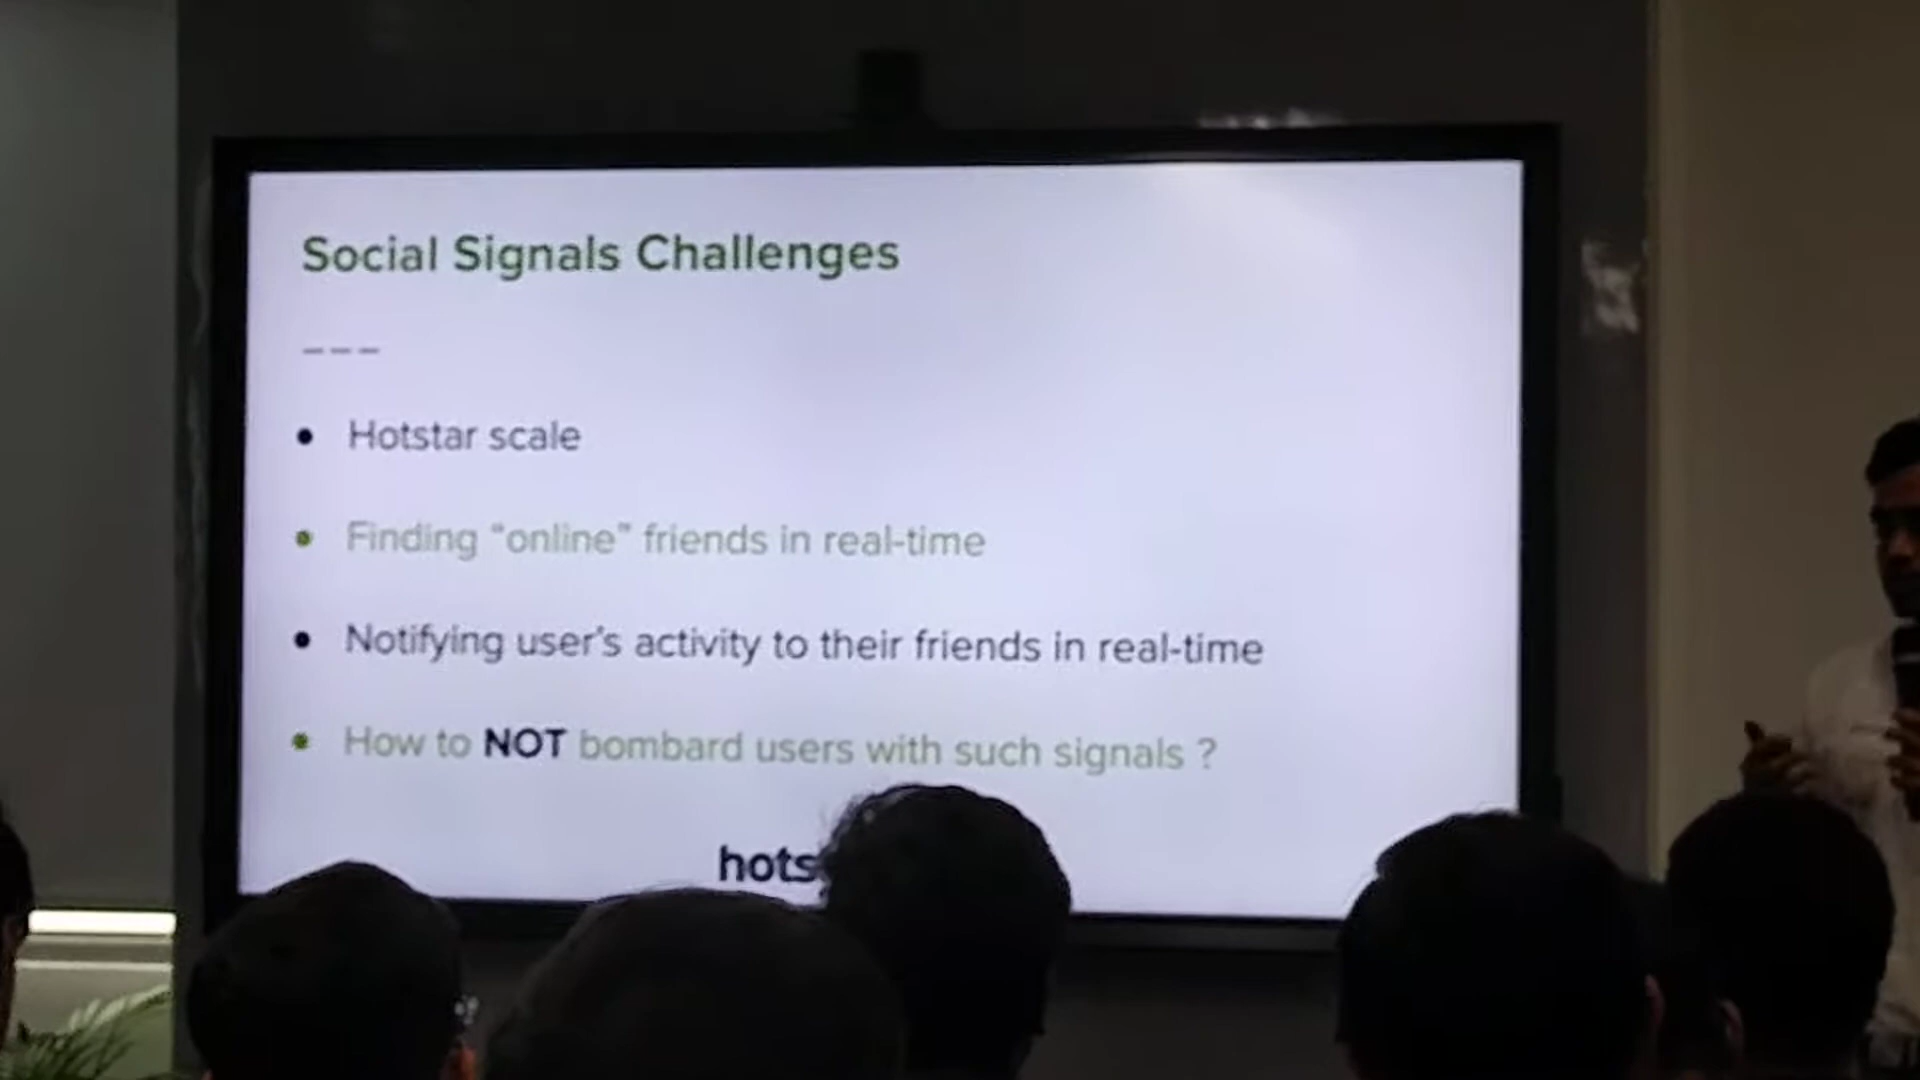 Social Signals Challenges
---
• Hotstar scale
• Finding “online” friends in real-time
• Notifying user's activity to their friends in real-time
• How to NOT bombard users with such signals ?
hots